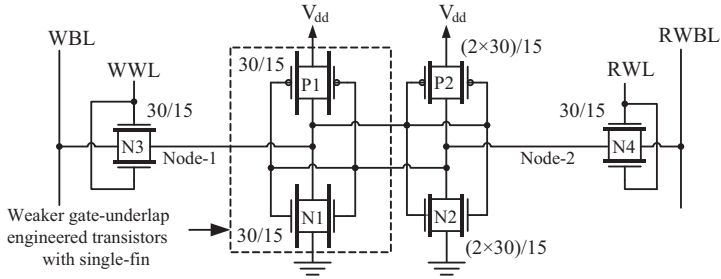 V_dd
V_dd
WBL
RWBL
(2×30)/15
30/15
WWL
P1
P2
RWL
30/15
30/15
N3
N4
Node-1
Node-2
Weaker gate-underlap
engineered transistors
with single-fin
N1
N2
30/15
(2×30)/15